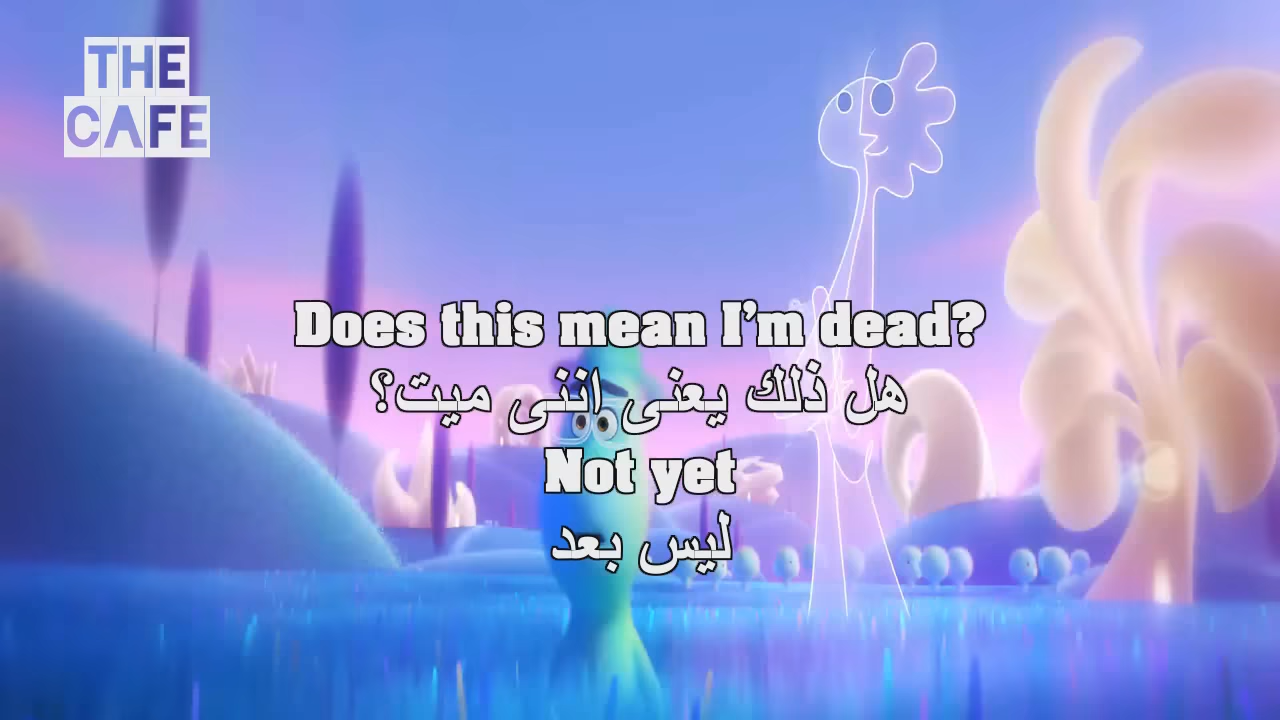 THE
CAFE
Does this mean I'm dead?
هل ذلك يعنى اننى ميت؟
Not yet
ليس بعد